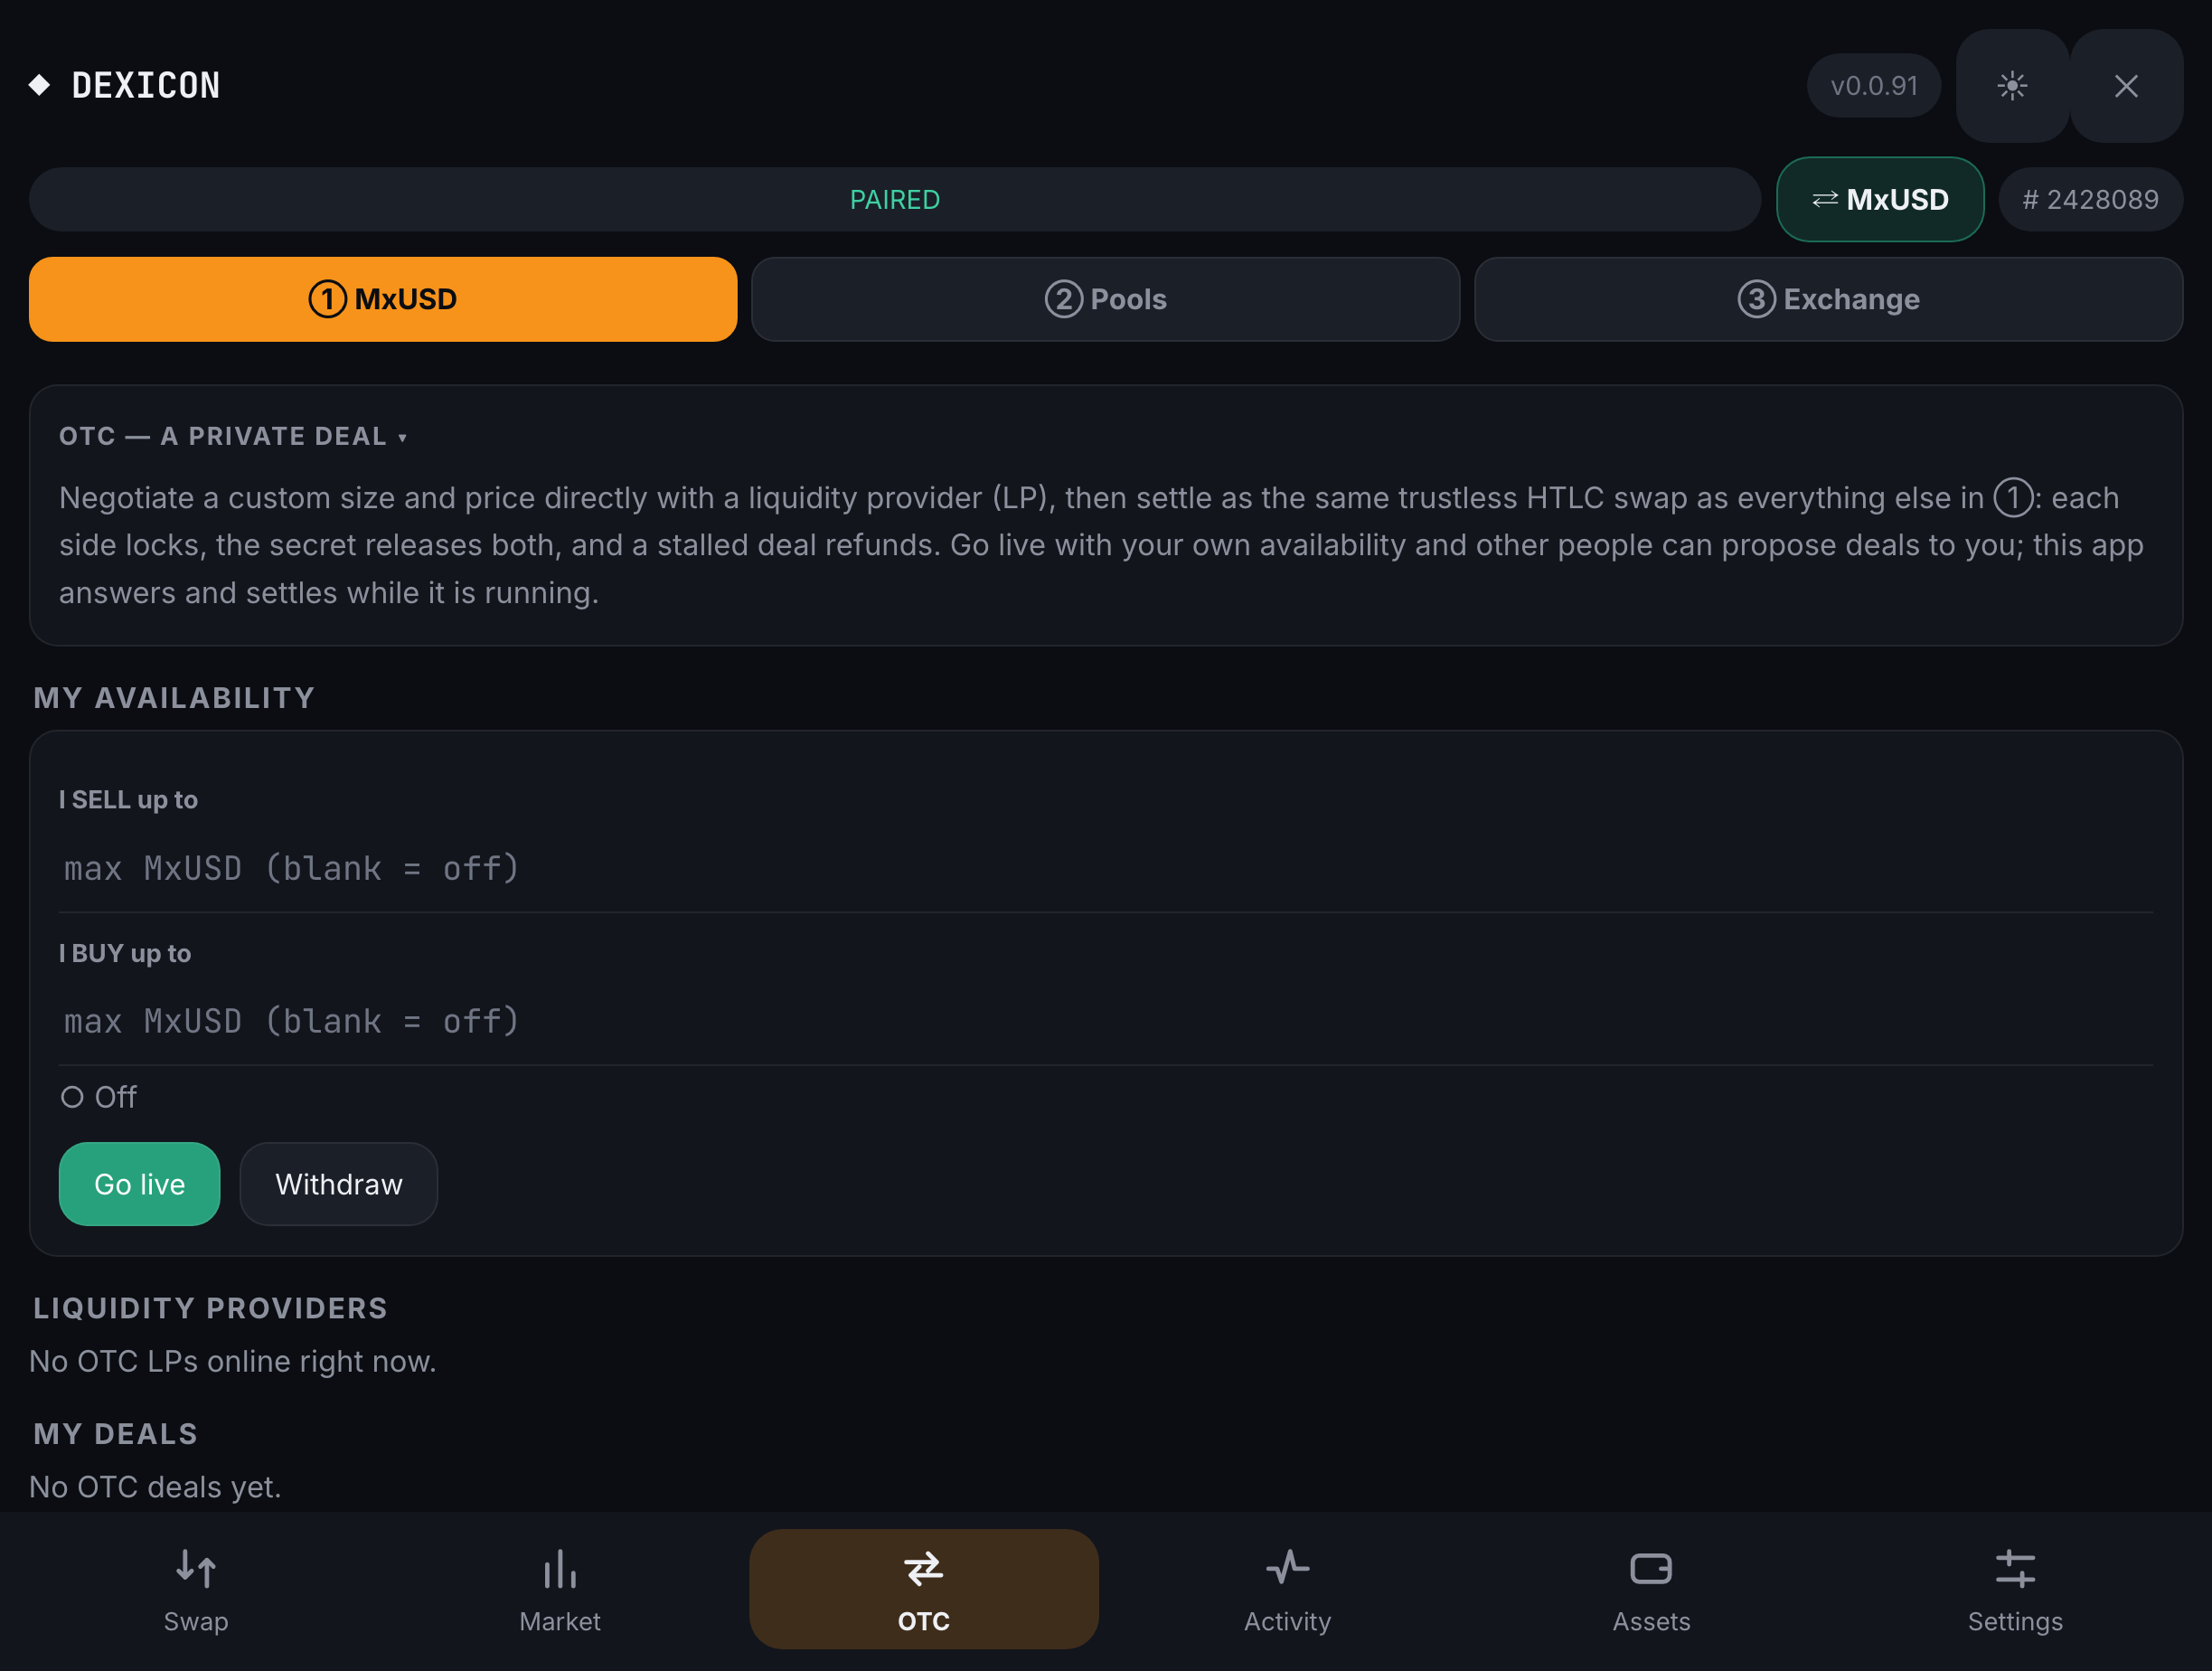 ◆ DEXICON
v0.0.91
PAIRED
⇄ MxUSD
# 2428089
① MxUSD
② Pools
③ Exchange
OTC — A PRIVATE DEAL ▾
Negotiate a custom size and price directly with a liquidity provider (LP), then settle as the same trustless HTLC swap as everything else in ①: each
side locks, the secret releases both, and a stalled deal refunds. Go live with your own availability and other people can propose deals to you; this app
answers and settles while it is running.
MY AVAILABILITY
I SELL up to
max MxUSD (blank = off)
I BUY up to
max MxUSD (blank = off)
○ Off
Go live
Withdraw
LIQUIDITY PROVIDERS
No OTC LPs online right now.
MY DEALS
No OTC deals yet.
Swap
Market
OTC
Activity
Assets
Settings